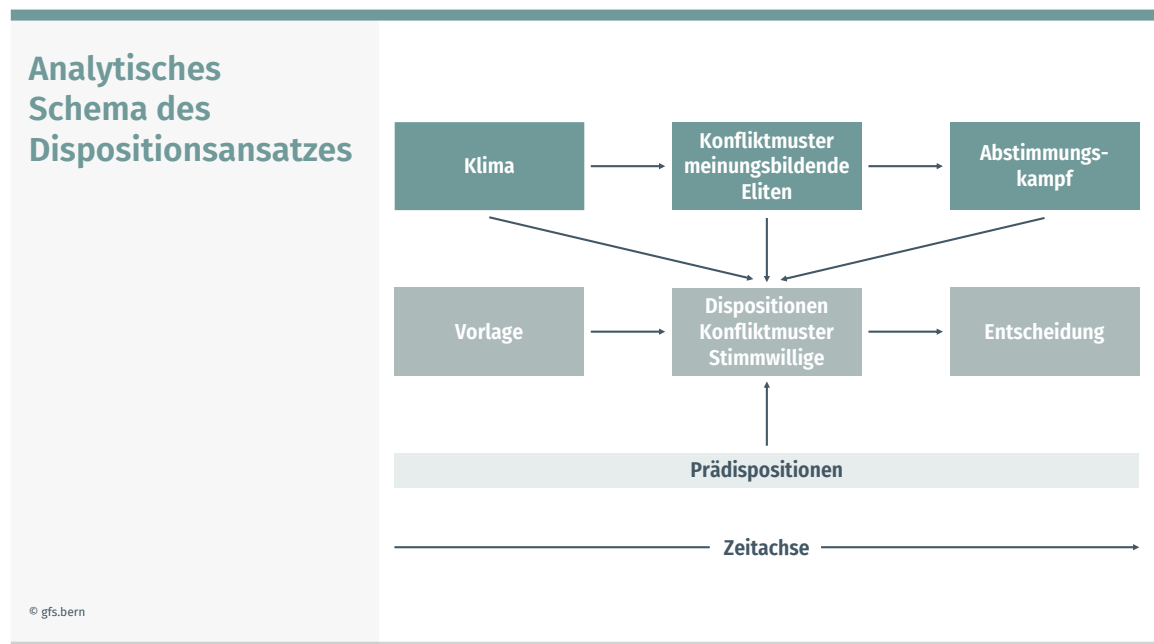 Analytisches
Schema des
Dispositionsansatzes
Klima
Konfliktmuster
meinungsbildende
Eliten
Abstimmungs-
kampf
Vorlage
Dispositionen
Konfliktmuster
Stimmwillige
Entscheidung
Prädispositionen
Zeitachse
© gfs.bern